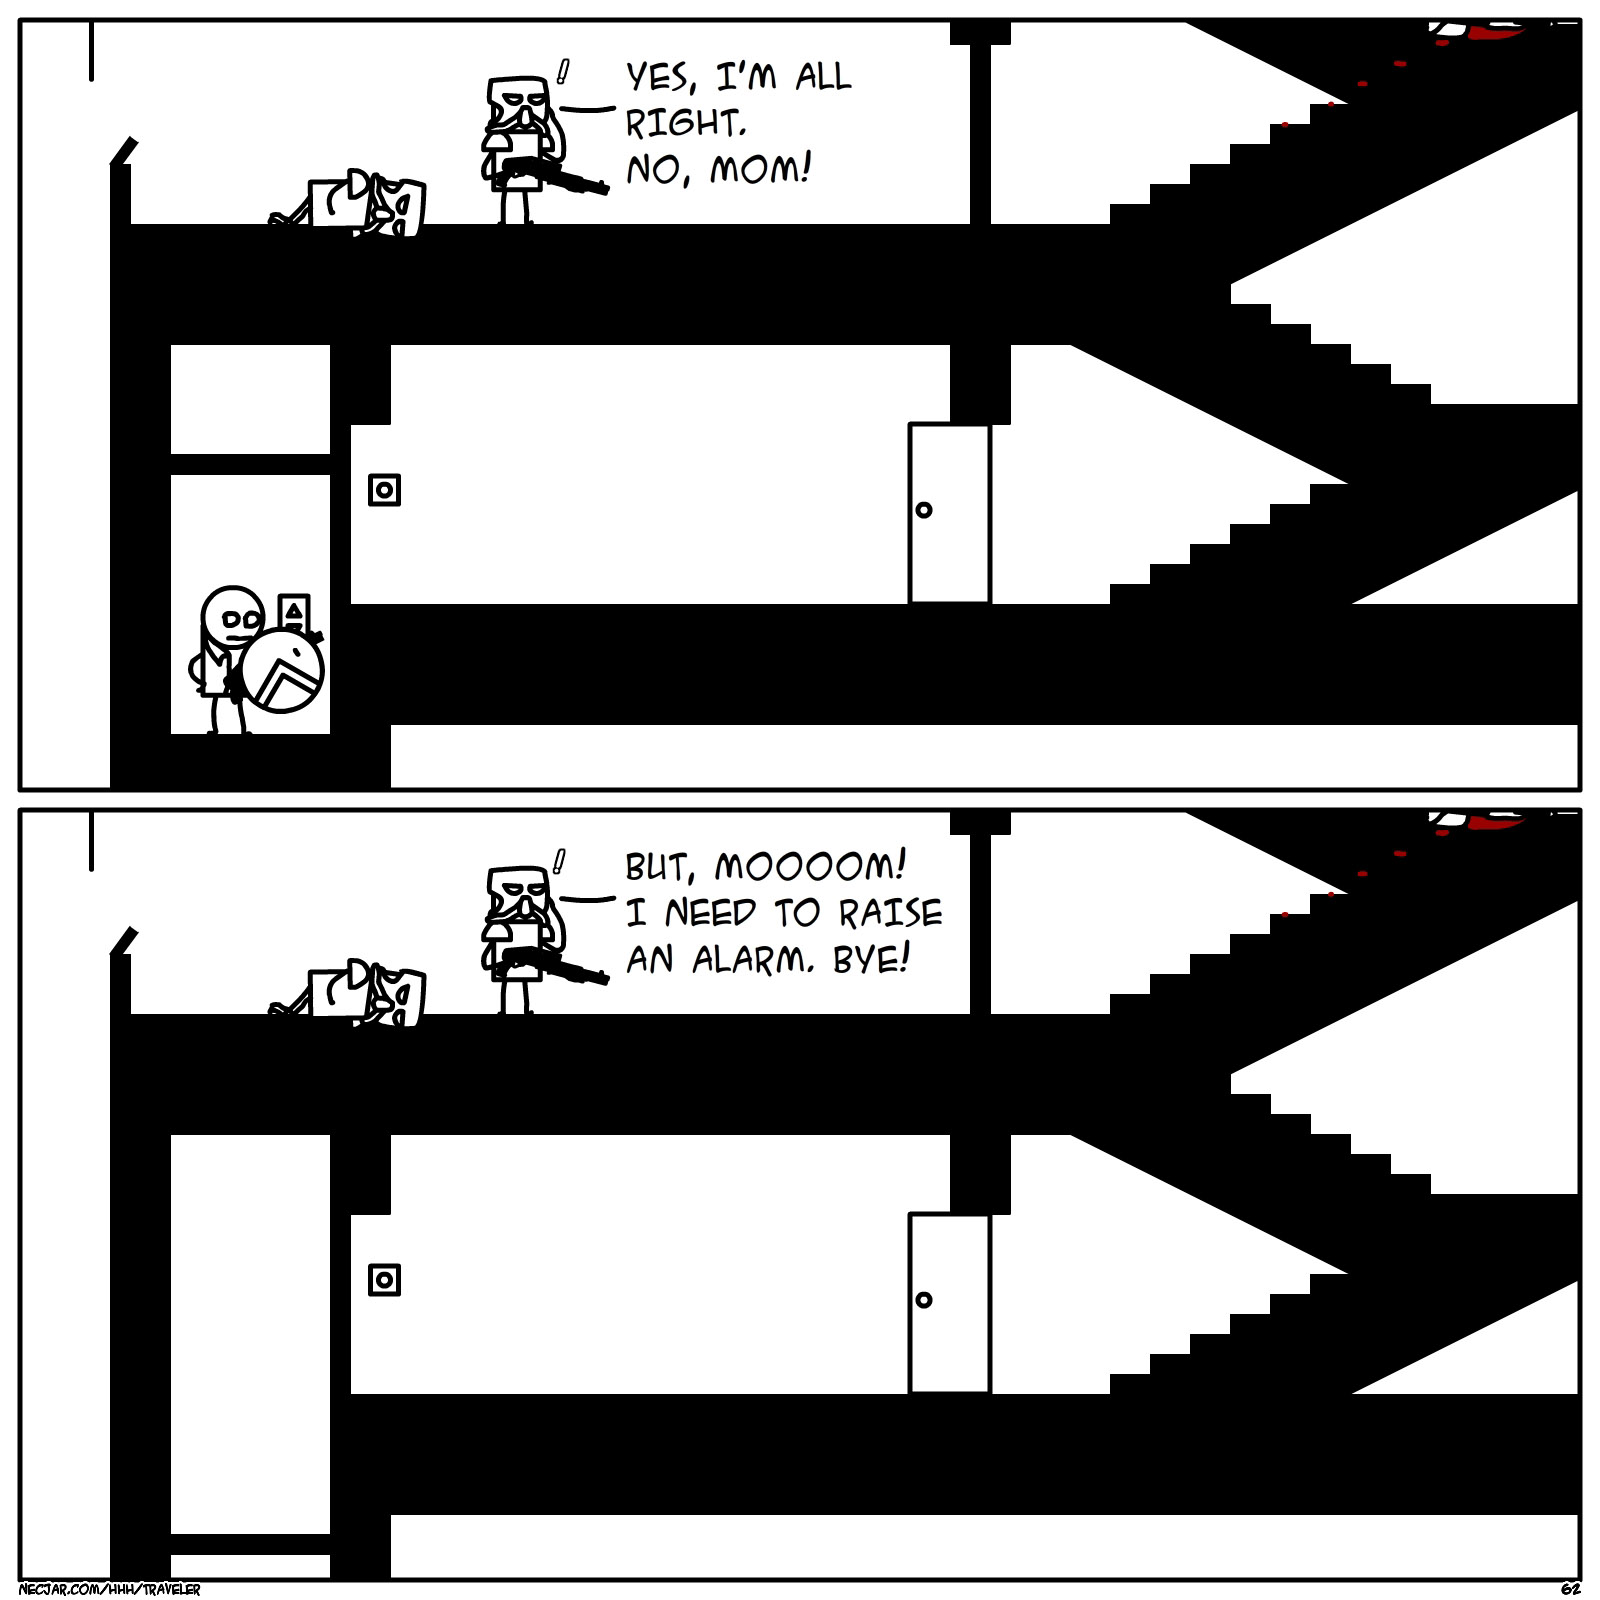 YES, I'M ALL
RIGHT.
NO, MOM!
BUT, MOOOOM!
I NEED TO RAISE
AN ALARM. BYE!
NECJAR.COM/HHH/TRAVELER
62